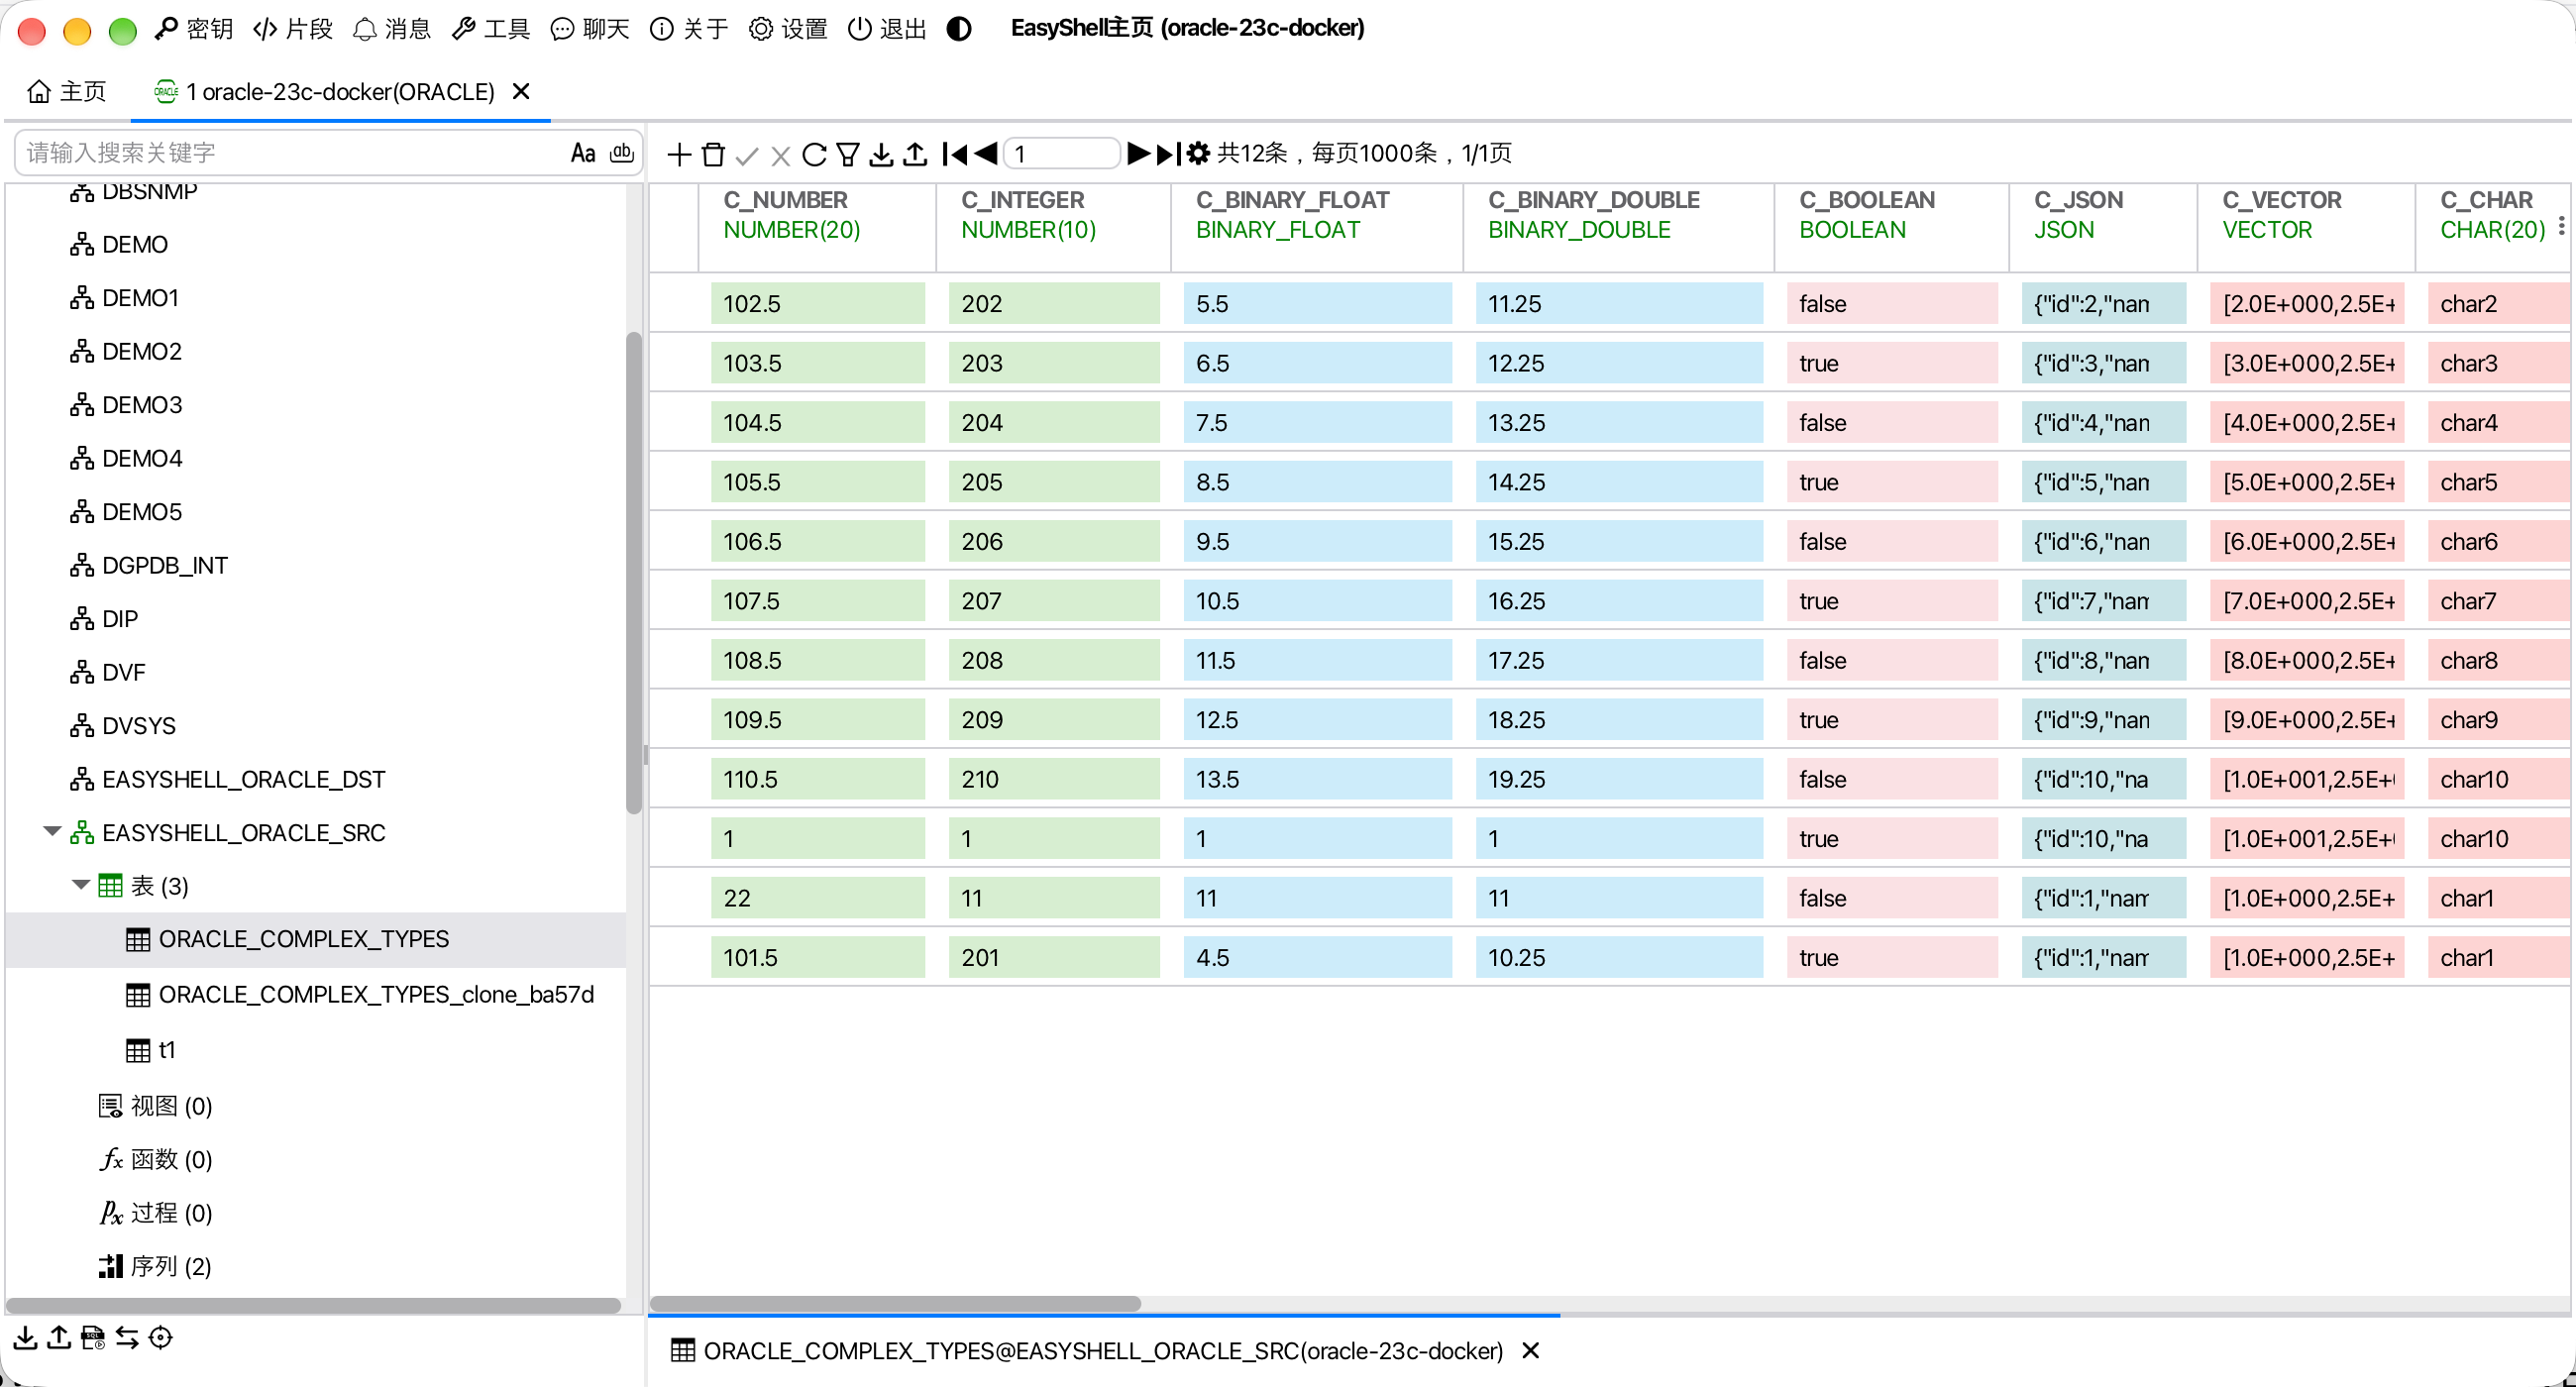 密钥 片段 消息 工具 聊天 关于 设置 退出 EasyShell主页 (oracle-23c-docker)
主页 1 oracle-23c-docker(ORACLE)
请输入搜索关键字 Aa ab
1 共12条，每页1000条，1/1页
DBSNMP
DEMO
DEMO1
DEMO2
DEMO3
DEMO4
DEMO5
DGPDB_INT
DIP
DVF
DVSYS
EASYSHELL_ORACLE_DST
EASYSHELL_ORACLE_SRC
表 (3)
ORACLE_COMPLEX_TYPES
ORACLE_COMPLEX_TYPES_clone_ba57d
t1
视图 (0)
函数 (0)
过程 (0)
序列 (2)
C_NUMBER C_INTEGER C_BINARY_FLOAT C_BINARY_DOUBLE C_BOOLEAN C_JSON C_VECTOR C_CHAR
NUMBER(20) NUMBER(10) BINARY_FLOAT BINARY_DOUBLE BOOLEAN JSON VECTOR CHAR(20)
102.5 202 5.5 11.25 false {"id":2,"nam [2.0E+000,2.5E+ char2
103.5 203 6.5 12.25 true {"id":3,"nam [3.0E+000,2.5E+ char3
104.5 204 7.5 13.25 false {"id":4,"nam [4.0E+000,2.5E+ char4
105.5 205 8.5 14.25 true {"id":5,"nam [5.0E+000,2.5E+ char5
106.5 206 9.5 15.25 false {"id":6,"nam [6.0E+000,2.5E+ char6
107.5 207 10.5 16.25 true {"id":7,"nam [7.0E+000,2.5E+ char7
108.5 208 11.5 17.25 false {"id":8,"nam [8.0E+000,2.5E+ char8
109.5 209 12.5 18.25 true {"id":9,"nam [9.0E+000,2.5E+ char9
110.5 210 13.5 19.25 false {"id":10,"na [1.0E+001,2.5E+ char10
1 1 1 1 true {"id":10,"na [1.0E+001,2.5E+ char10
22 11 11 11 false {"id":1,"nam [1.0E+000,2.5E+ char1
101.5 201 4.5 10.25 true {"id":1,"nam [1.0E+000,2.5E+ char1
ORACLE_COMPLEX_TYPES@EASYSHELL_ORACLE_SRC(oracle-23c-docker)